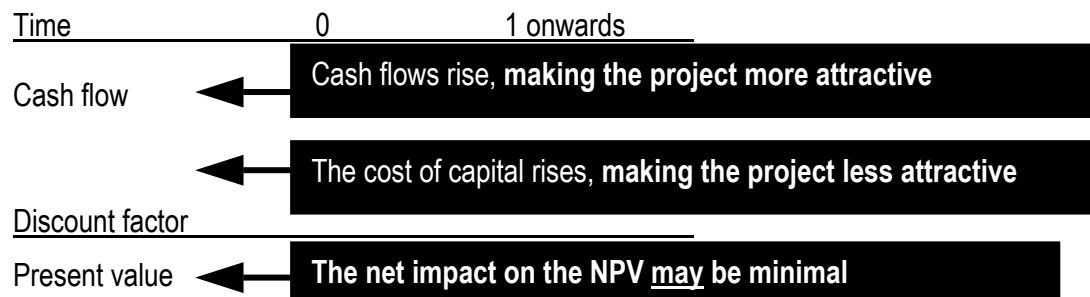 Time 0 1 onwards
Cash flows rise, making the project more attractive
Cash flow
The cost of capital rises, making the project less attractive
Discount factor
Present value The net impact on the NPV may be minimal